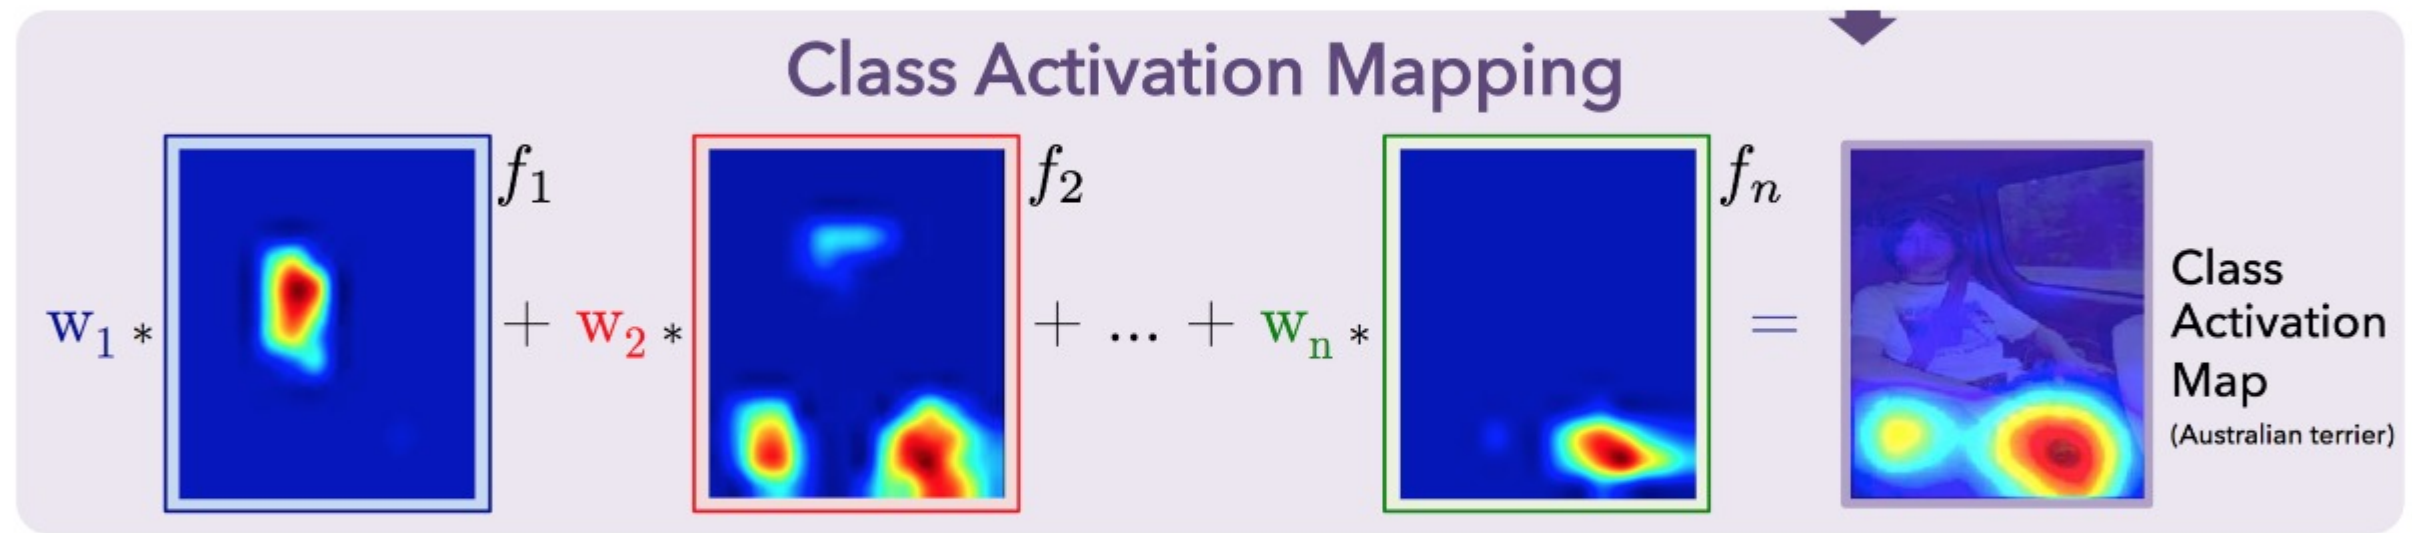 Class Activation Mapping
w₁ * f₁ + w₂ * f₂ + ... + wₙ * fₙ =
Class
Activation
Map
(Australian terrier)